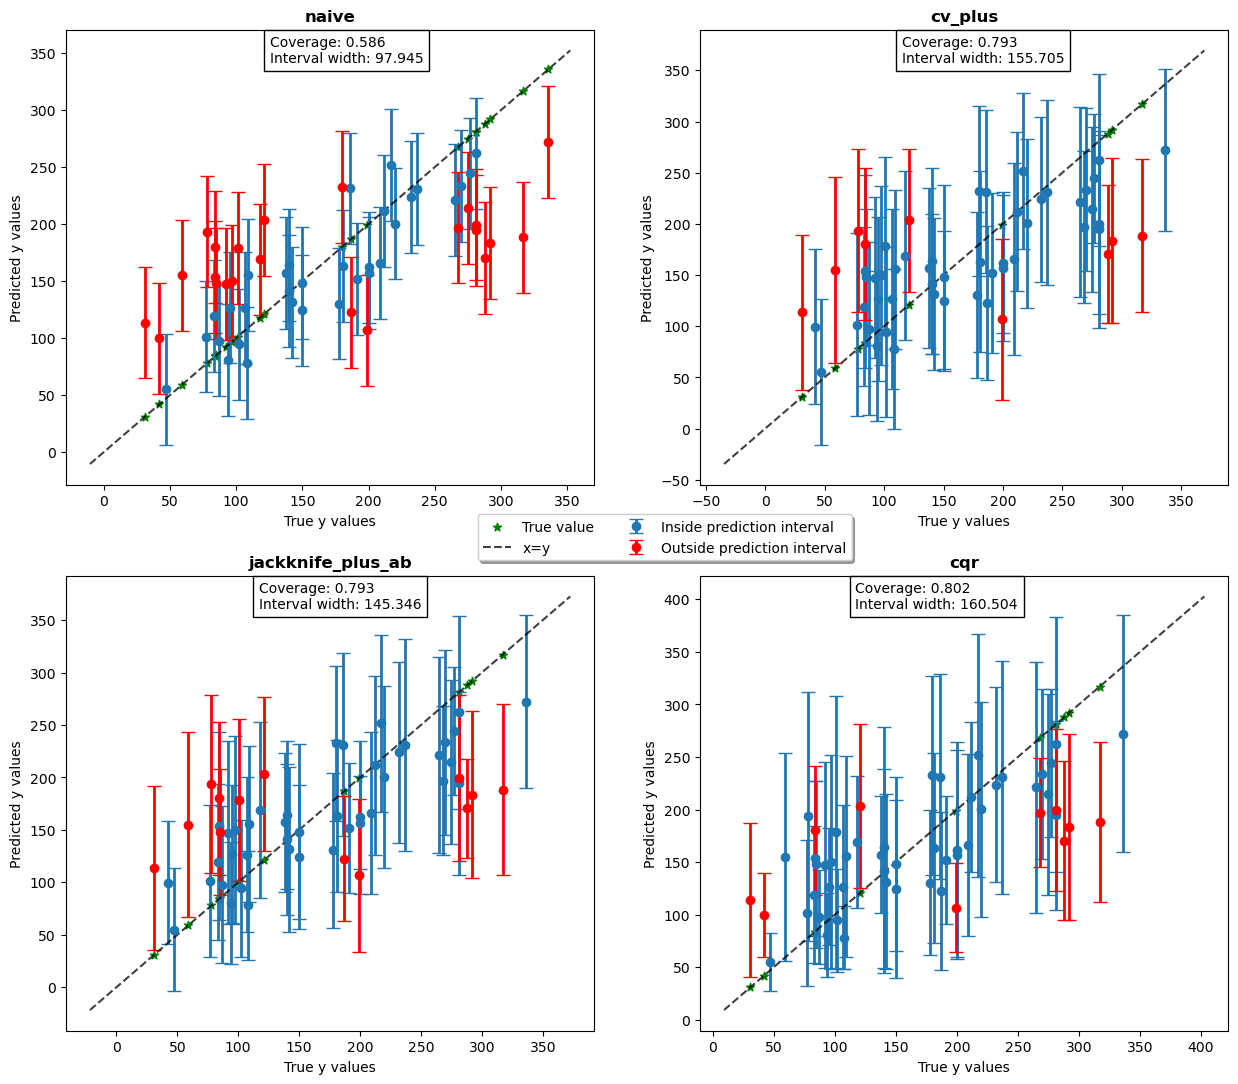 naive
Coverage: 0.586
Interval width: 97.945
350
300
250
200
150
100
50
0
Predicted y values
0 50 100 150 200 250 300 350
True y values
cv_plus
Coverage: 0.793
Interval width: 155.705
350
300
250
200
150
100
50
0
−50
Predicted y values
−50 0 50 100 150 200 250 300 350
True y values
True value
x=y
Inside prediction interval
Outside prediction interval
jackknife_plus_ab
Coverage: 0.793
Interval width: 145.346
350
300
250
200
150
100
50
0
Predicted y values
0 50 100 150 200 250 300 350
True y values
cqr
Coverage: 0.802
Interval width: 160.504
400
350
300
250
200
150
100
50
0
Predicted y values
0 50 100 150 200 250 300 350 400
True y values